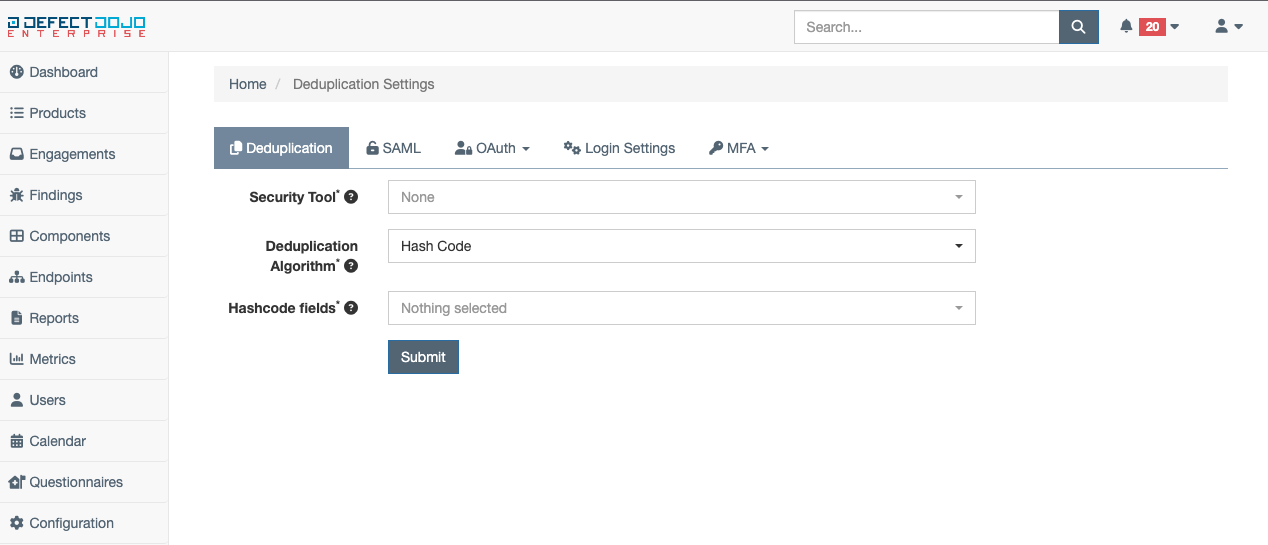 DEFECTDOJO
ENTERPRISE
Search...
20
Dashboard
Products
Engagements
Findings
Components
Endpoints
Reports
Metrics
Users
Calendar
Questionnaires
Configuration
Home / Deduplication Settings
Deduplication SAML OAuth Login Settings MFA
Security Tool* ? None
Deduplication
Algorithm* ? Hash Code
Hashcode fields* ? Nothing selected
Submit